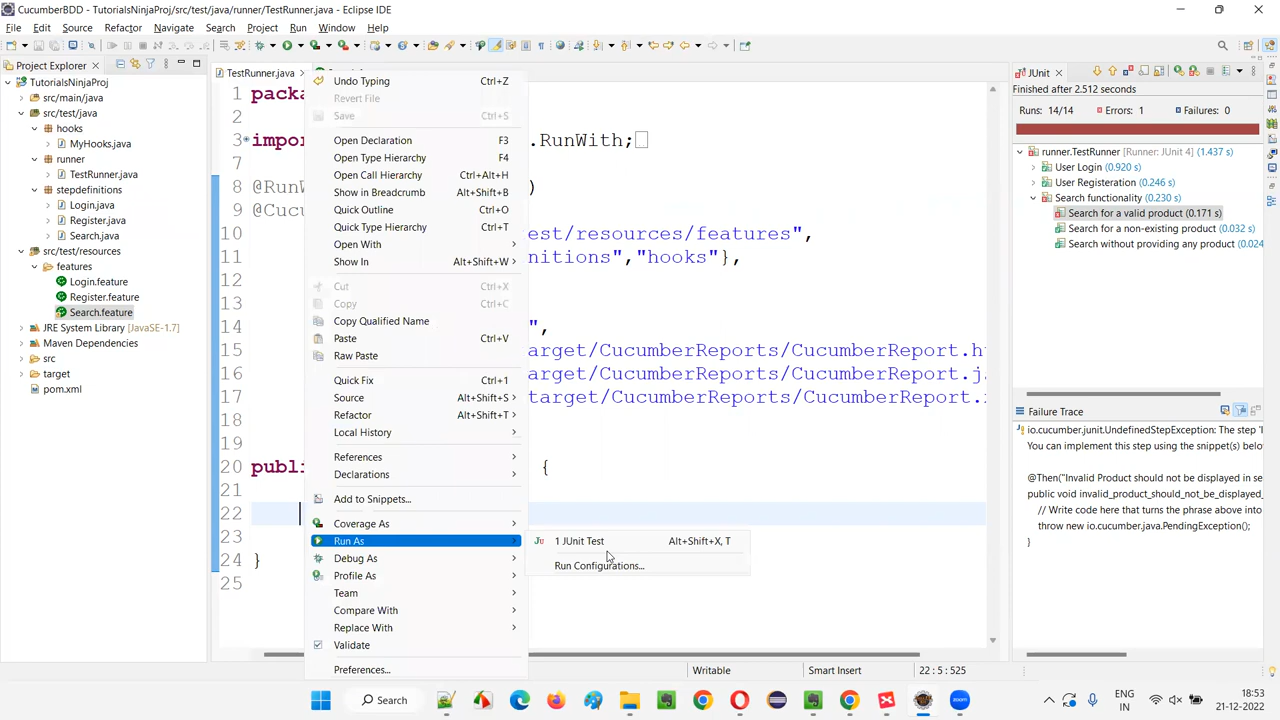 CucumberBDD - TutorialsNinjaProj/src/test/java/runner/TestRunner.java - Eclipse IDE
File Edit Source Refactor Navigate Search Project Run Window Help
Project Explorer
TutorialsNinjaProj
src/main/java
src/test/java
hooks
MyHooks.java
runner
TestRunner.java
stepdefinitions
Login.java
Register.java
Search.java
src/test/resources
features
Login.feature
Register.feature
Search.feature
JRE System Library [JavaSE-1.7]
Maven Dependencies
src
target
pom.xml
TestRunner.java
1 packa
2
3 impor .RunWith;
7
8 @RunW )
9 @Cucu
10 est/resources/features",
11 nitions","hooks"},
12
13
14 ",
15 arget/CucumberReports/CucumberReport.h
16 arget/CucumberReports/CucumberReport.j
17 arget/CucumberReports/CucumberReport.
18
19
20 publi {
21
22
23
24 }
25
Undo Typing Ctrl+Z
Revert File
Save Ctrl+S
Open Declaration F3
Open Type Hierarchy F4
Open Call Hierarchy Ctrl+Alt+H
Show in Breadcrumb Alt+Shift+B
Quick Outline Ctrl+O
Quick Type Hierarchy Ctrl+T
Open With
Show In Alt+Shift+W
Cut Ctrl+X
Copy Ctrl+C
Copy Qualified Name
Paste Ctrl+V
Raw Paste
Quick Fix Ctrl+1
Source Alt+Shift+S
Refactor Alt+Shift+T
Local History
References
Declarations
Add to Snippets...
Coverage As
Run As
Debug As
Profile As
Team
Compare With
Replace With
Validate
Preferences...
1 JUnit Test Alt+Shift+X, T
Run Configurations...
JUnit
Finished after 2.512 seconds
Runs: 14/14 Errors: 1 Failures: 0
runner.TestRunner [Runner: JUnit 4] (1.437 s)
User Login (0.920 s)
User Registeration (0.246 s)
Search functionality (0.230 s)
Search for a valid product (0.171 s)
Search for a non-existing product (0.032 s)
Search without providing any product (0.024
Failure Trace
io.cucumber.junit.UndefinedStepException: The step '
You can implement this step using the snippet(s) below
@Then("Invalid Product should not be displayed in se
public void invalid_product_should_not_be_displayed_
// Write code here that turns the phrase above into
throw new io.cucumber.java.PendingException();
}
Writable Smart Insert 22 : 5 : 525
Search
ENG
IN
18:53
21-12-2022